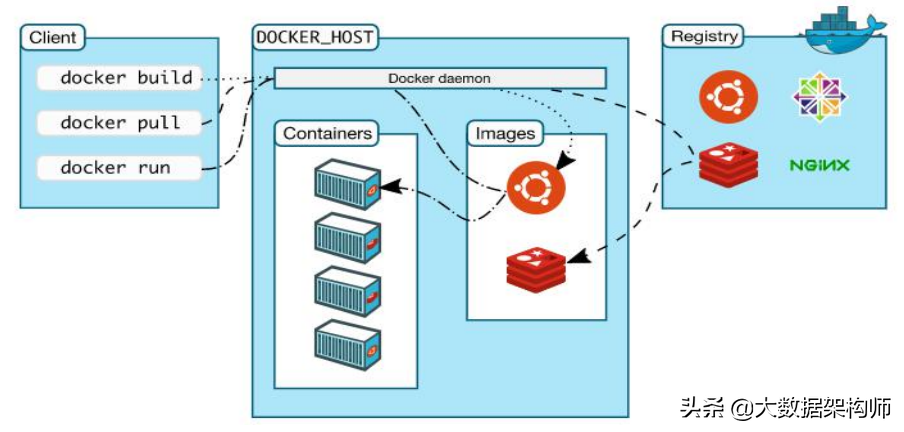 Client
docker build
docker pull
docker run
DOCKER_HOST
Docker daemon
Containers
Images
Registry
NGINX
头条 @大数据架构师